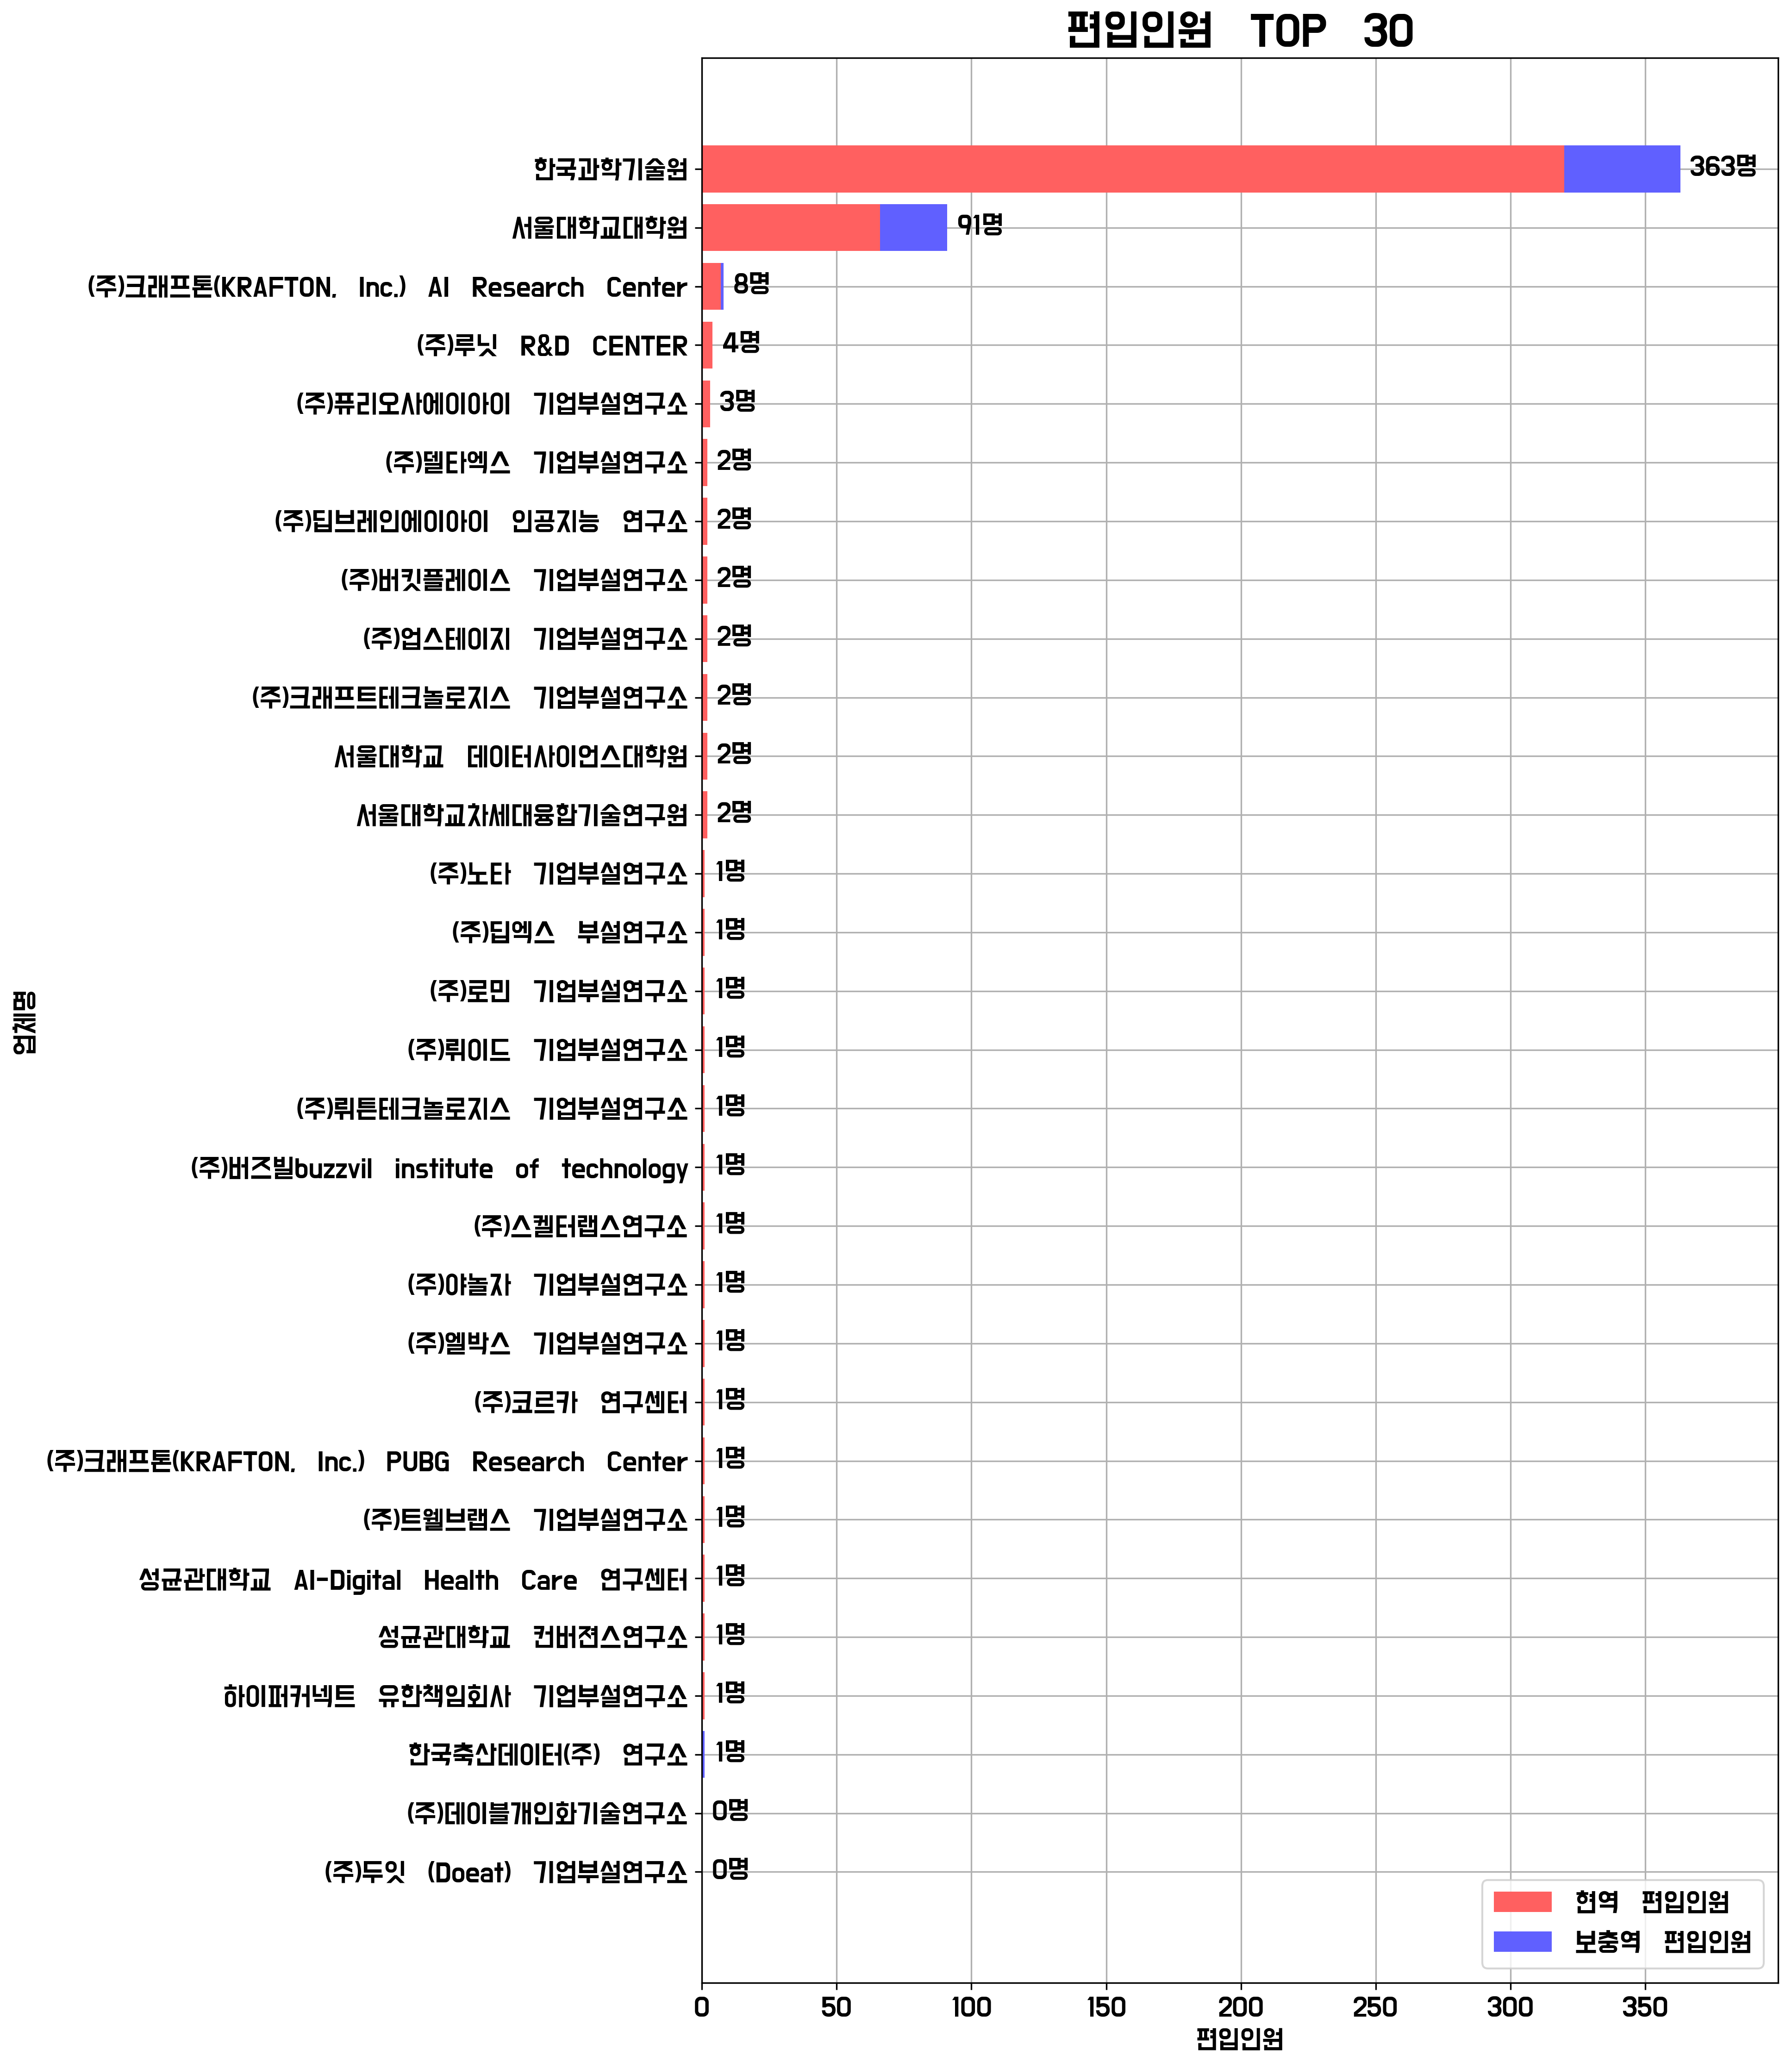 편입인원 TOP 30
한국과학기술원 363명
서울대학교대학원 91명
(주)크래프톤(KRAFTON, Inc.) AI Research Center 8명
(주)루닛 R&D CENTER 4명
(주)퓨리오사에이아이 기업부설연구소 3명
(주)델타엑스 기업부설연구소 2명
(주)딥브레인에이아이 인공지능 연구소 2명
(주)버킷플레이스 기업부설연구소 2명
(주)업스테이지 기업부설연구소 2명
(주)크래프트테크놀로지스 기업부설연구소 2명
서울대학교 데이터사이언스대학원 2명
서울대학교차세대융합기술연구원 2명
(주)노타 기업부설연구소 1명
(주)딥엑스 부설연구소 1명
(주)로민 기업부설연구소 1명
(주)뤼이드 기업부설연구소 1명
(주)뤼튼테크놀로지스 기업부설연구소 1명
(주)버즈빌buzzvil institute of technology 1명
(주)스켈터랩스연구소 1명
(주)야놀자 기업부설연구소 1명
(주)엘박스 기업부설연구소 1명
(주)코르카 연구센터 1명
(주)크래프톤(KRAFTON, Inc.) PUBG Research Center 1명
(주)트웰브랩스 기업부설연구소 1명
성균관대학교 AI-Digital Health Care 연구센터 1명
성균관대학교 컨버젼스연구소 1명
하이퍼커넥트 유한책임회사 기업부설연구소 1명
한국축산데이터(주) 연구소 1명
(주)데이블개인화기술연구소 0명
(주)두잇 (Doeat) 기업부설연구소 0명
업체명
현역 편입인원
보충역 편입인원
0 50 100 150 200 250 300 350
편입인원